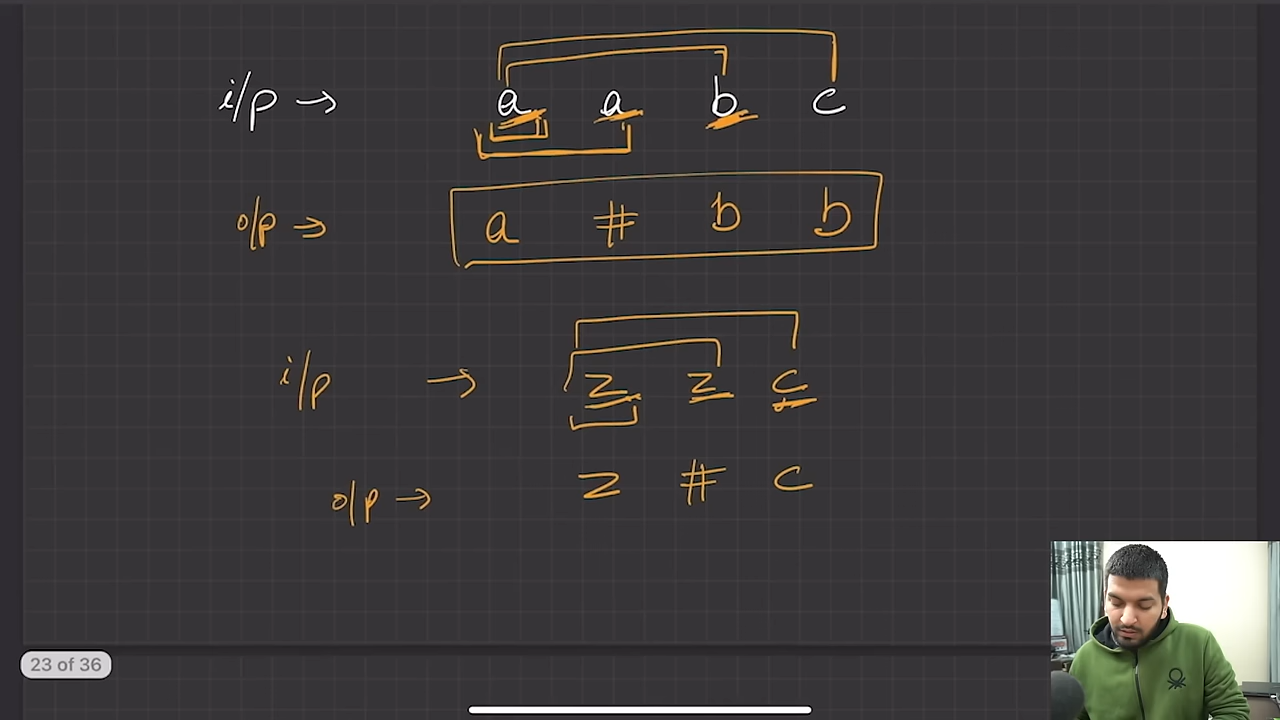 i/p → a a b c
o/p → a # b b
i/p → z z c
o/p → z # c
23 of 36